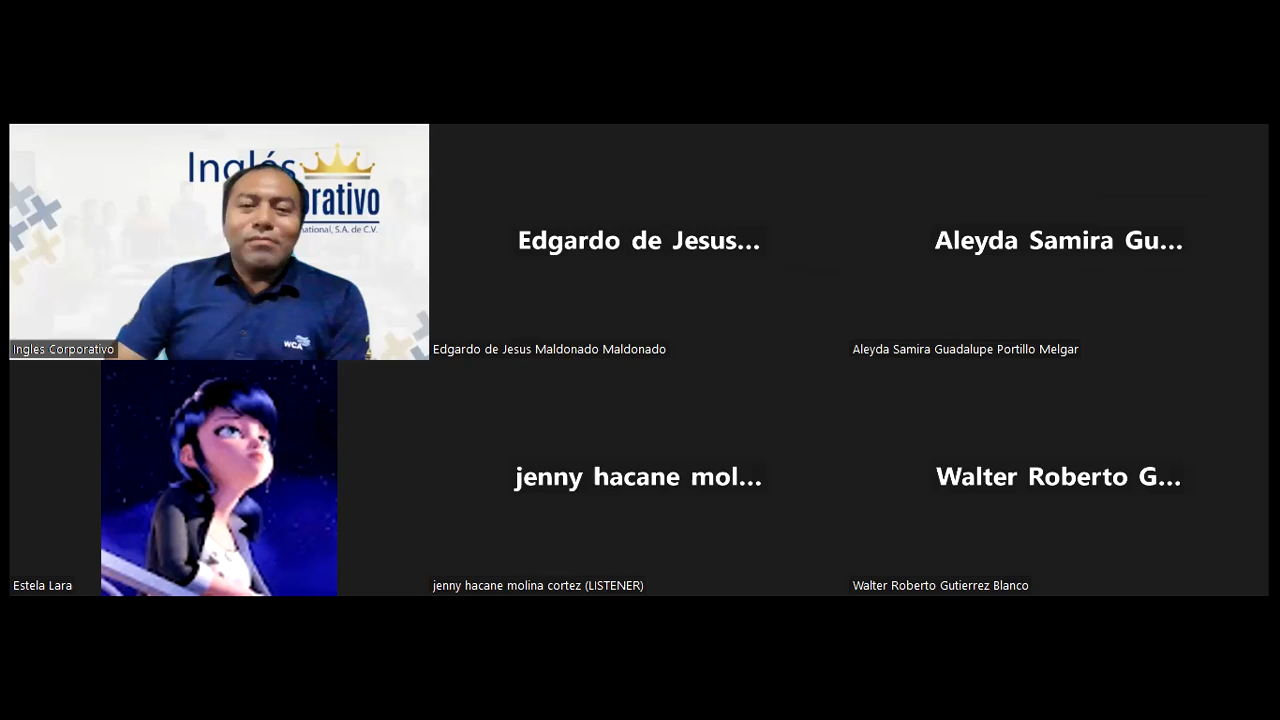 Inglés
orativo
national, S.A. de C.V.
WCA
Ingles Corporativo
Edgardo de Jesus...
Edgardo de Jesus Maldonado Maldonado
Aleyda Samira Gu...
Aleyda Samira Guadalupe Portillo Melgar
Estela Lara
jenny hacane mol...
jenny hacane molina cortez (LISTENER)
Walter Roberto G...
Walter Roberto Gutierrez Blanco